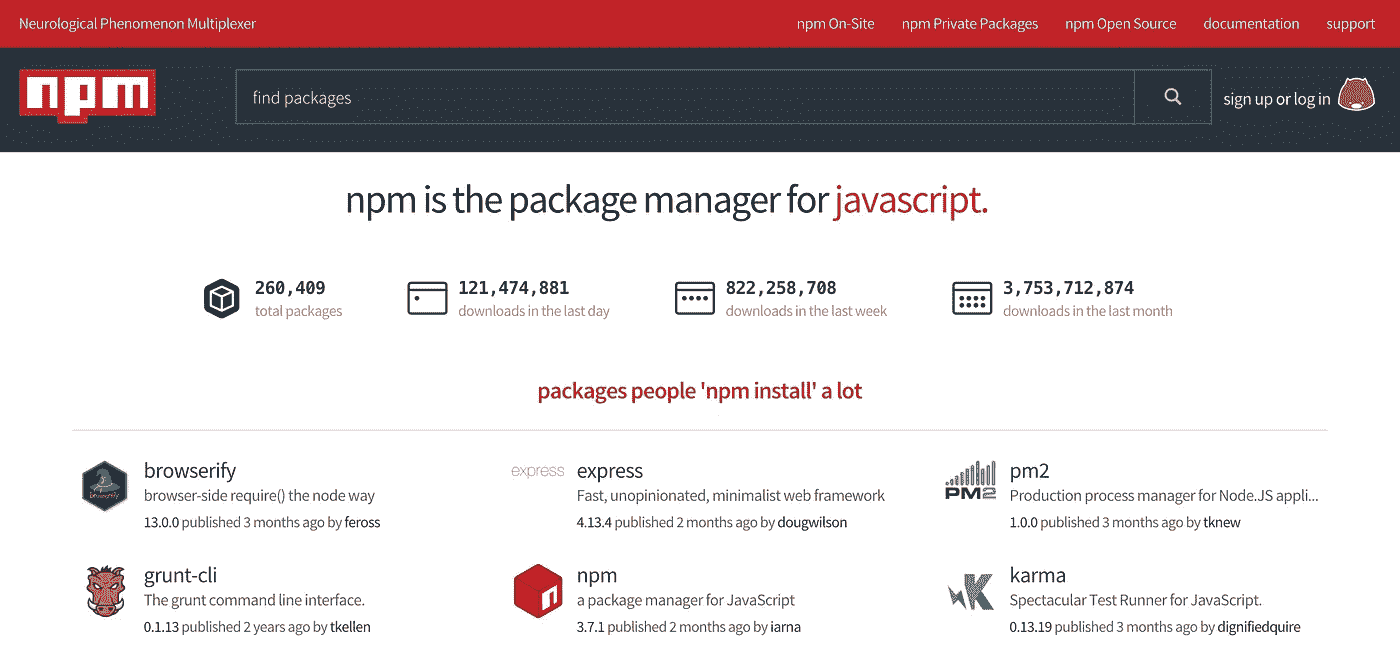 Neurological Phenomenon Multiplexer
npm On-Site npm Private Packages npm Open Source documentation support
npm
find packages
sign up or log in
npm is the package manager for javascript.
260,409
total packages
121,474,881
downloads in the last day
822,258,708
downloads in the last week
3,753,712,874
downloads in the last month
packages people 'npm install' a lot
browserify
browser-side require() the node way
13.0.0 published 3 months ago by feross
express
express
Fast, unopinionated, minimalist web framework
4.13.4 published 2 months ago by dougwilson
PM2
pm2
Production process manager for Node.JS appli...
1.0.0 published 3 months ago by tknew
grunt-cli
The grunt command line interface.
0.1.13 published 2 years ago by tkellen
n
npm
a package manager for JavaScript
3.7.1 published 2 months ago by iarna
K
karma
Spectacular Test Runner for JavaScript.
0.13.19 published 3 months ago by dignifiedquire